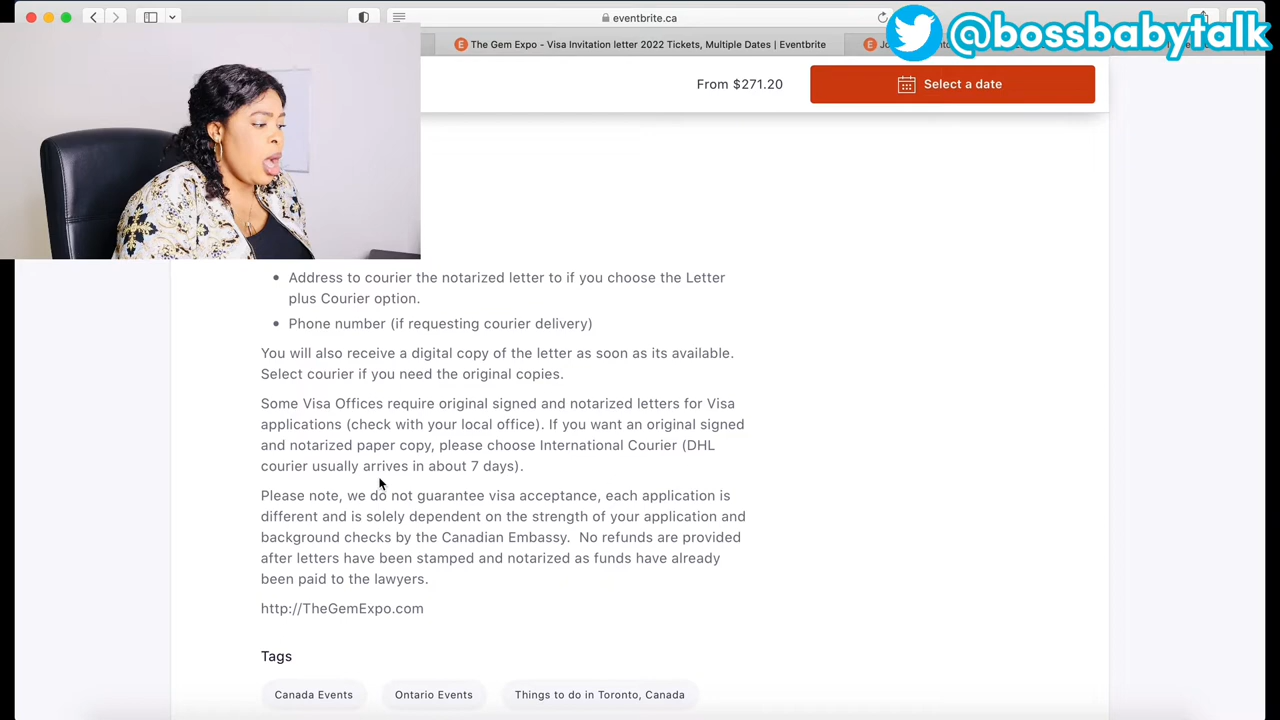 eventbrite.ca
@bossbabytalk
The Gem Expo - Visa Invitation letter 2022 Tickets, Multiple Dates | Eventbrite
From $271.20
Select a date
• Address to courier the notarized letter to if you choose the Letter
plus Courier option.
• Phone number (if requesting courier delivery)
You will also receive a digital copy of the letter as soon as its available.
Select courier if you need the original copies.
Some Visa Offices require original signed and notarized letters for Visa
applications (check with your local office). If you want an original signed
and notarized paper copy, please choose International Courier (DHL
courier usually arrives in about 7 days).
Please note, we do not guarantee visa acceptance, each application is
different and is solely dependent on the strength of your application and
background checks by the Canadian Embassy.  No refunds are provided
after letters have been stamped and notarized as funds have already
been paid to the lawyers.
http://TheGemExpo.com
Tags
Canada Events
Ontario Events
Things to do in Toronto, Canada